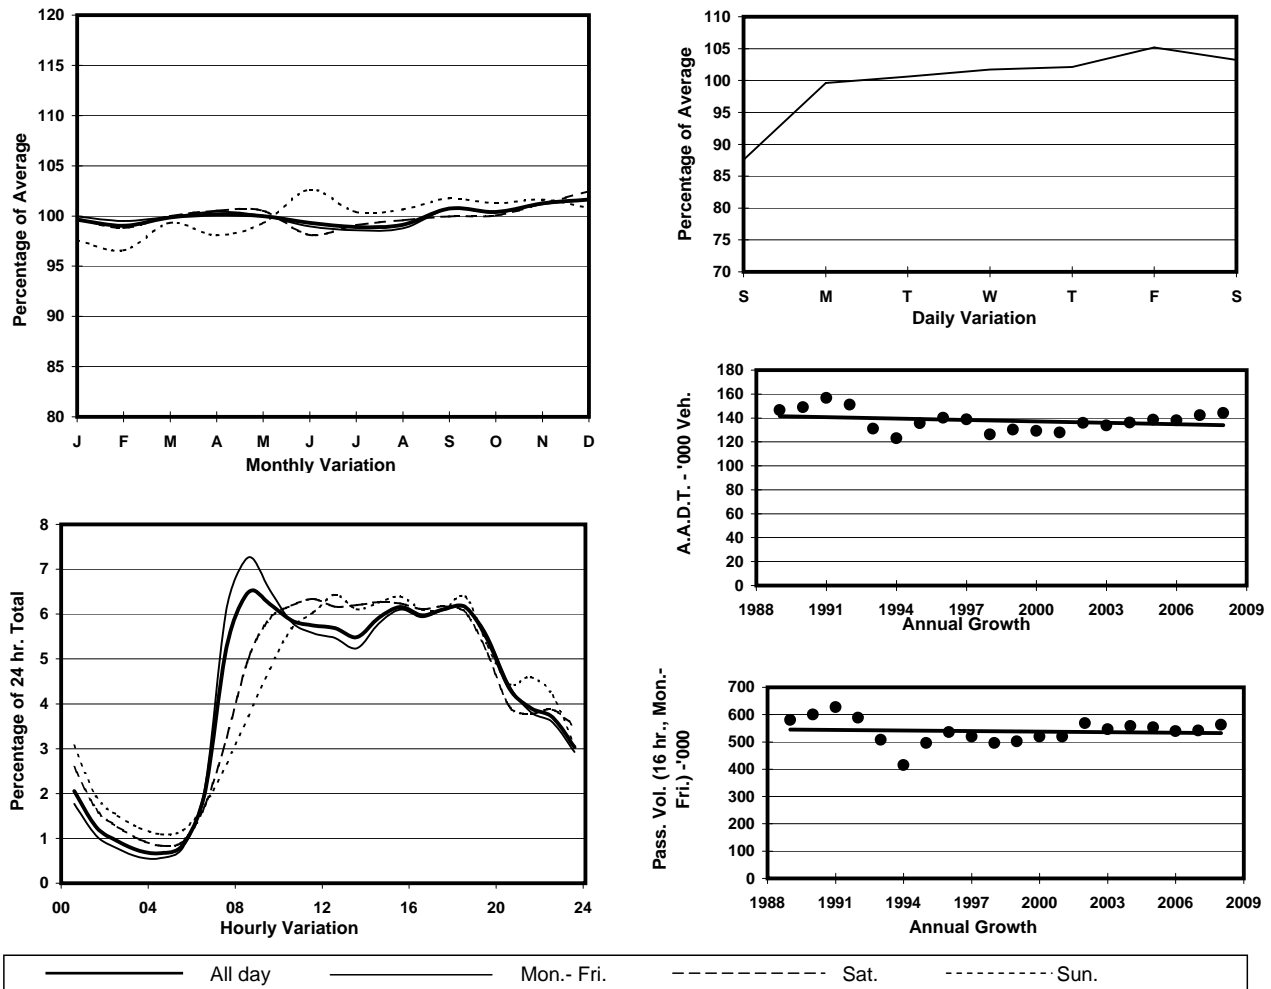 120
115
110
105
100
95
90
85
80
Percentage of Average
J F M A M J J A S O N D
Monthly Variation
110
105
100
95
90
85
80
75
70
Percentage of Average
S M T W T F S
Daily Variation
180
160
140
120
100
80
60
40
20
0
A.A.D.T. - '000 Veh.
1988 1991 1994 1997 2000 2003 2006 2009
Annual Growth
8
7
6
5
4
3
2
1
0
Percentage of 24 hr. Total
00 04 08 12 16 20 24
Hourly Variation
700
600
500
400
300
200
100
0
Pass. Vol. (16 hr., Mon.-
Fri.) -'000
1988 1991 1994 1997 2000 2003 2006 2009
Annual Growth
All day Mon.- Fri. Sat. Sun.